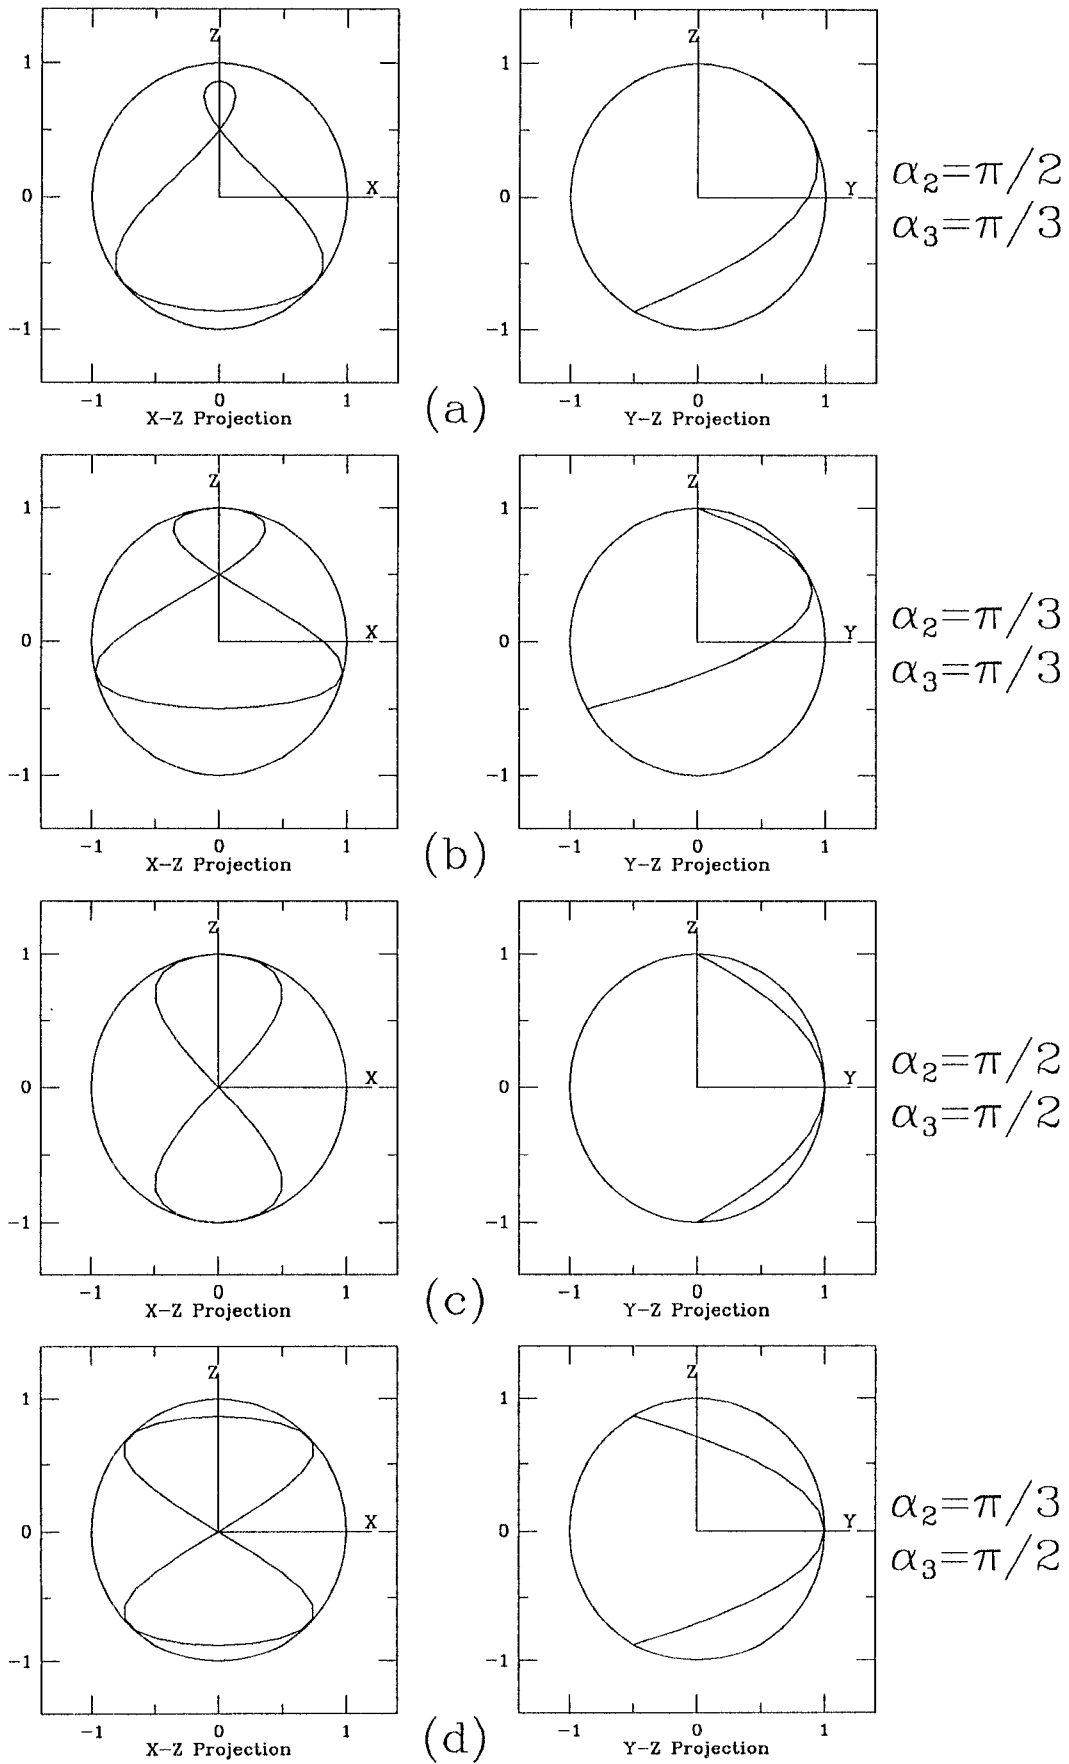 Z
Z
1
1
X
Y
0
0
α₂=π/2
α₃=π/3
-1
-1
-1 0 1
-1 0 1
X-Z Projection
(a)
Y-Z Projection
Z
Z
1
1
X
Y
0
0
α₂=π/3
α₃=π/3
-1
-1
-1 0 1
-1 0 1
X-Z Projection
(b)
Y-Z Projection
Z
Z
1
1
X
Y
0
0
α₂=π/2
α₃=π/2
-1
-1
-1 0 1
-1 0 1
X-Z Projection
(c)
Y-Z Projection
Z
Z
1
1
X
Y
0
0
α₂=π/3
α₃=π/2
-1
-1
-1 0 1
-1 0 1
X-Z Projection
(d)
Y-Z Projection